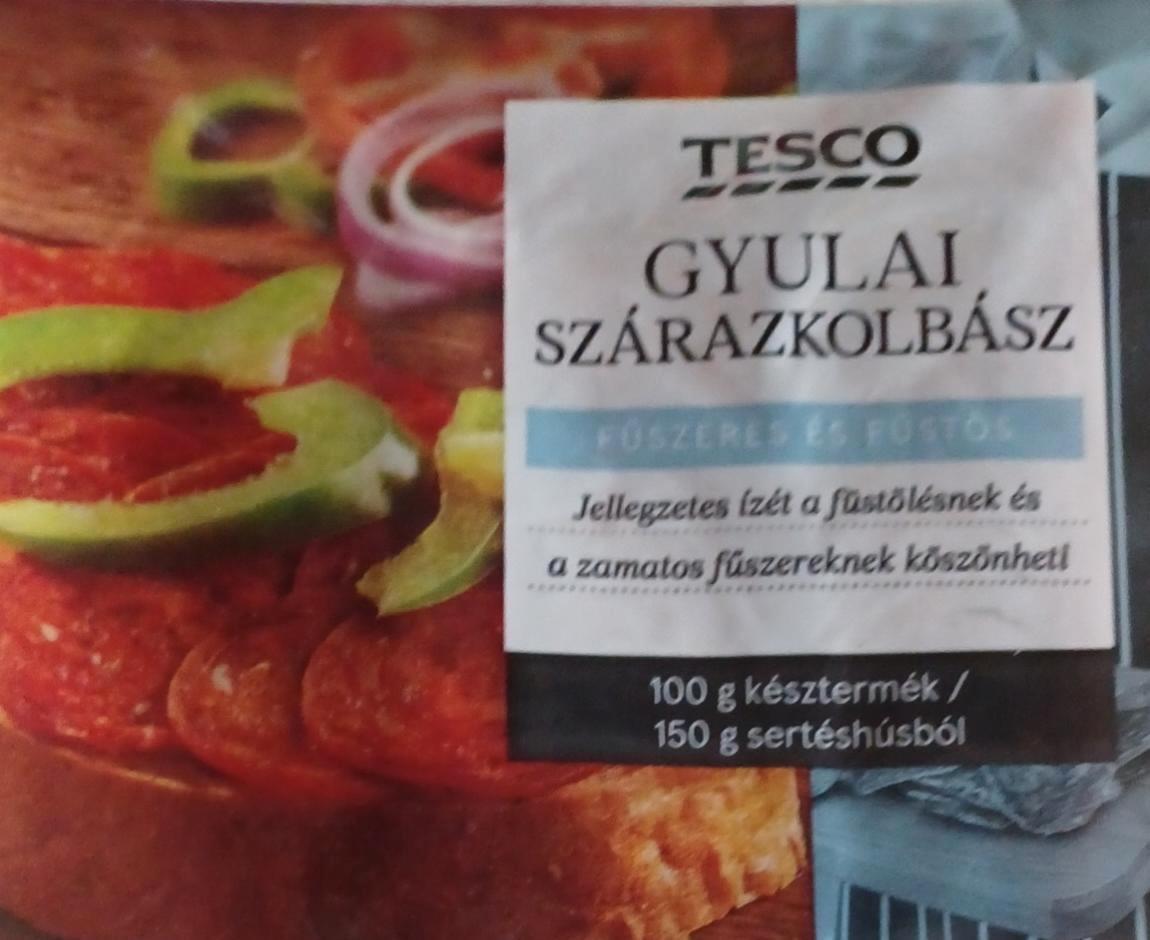 TESCO
GYULAI
SZÁRAZKOLBÁSZ
FŰSZERES ÉS FÜSTÖS
Jellegzetes ízét a füstölésnek és
a zamatos fűszereknek köszönheti
100 g késztermék /
150 g sertéshúsból